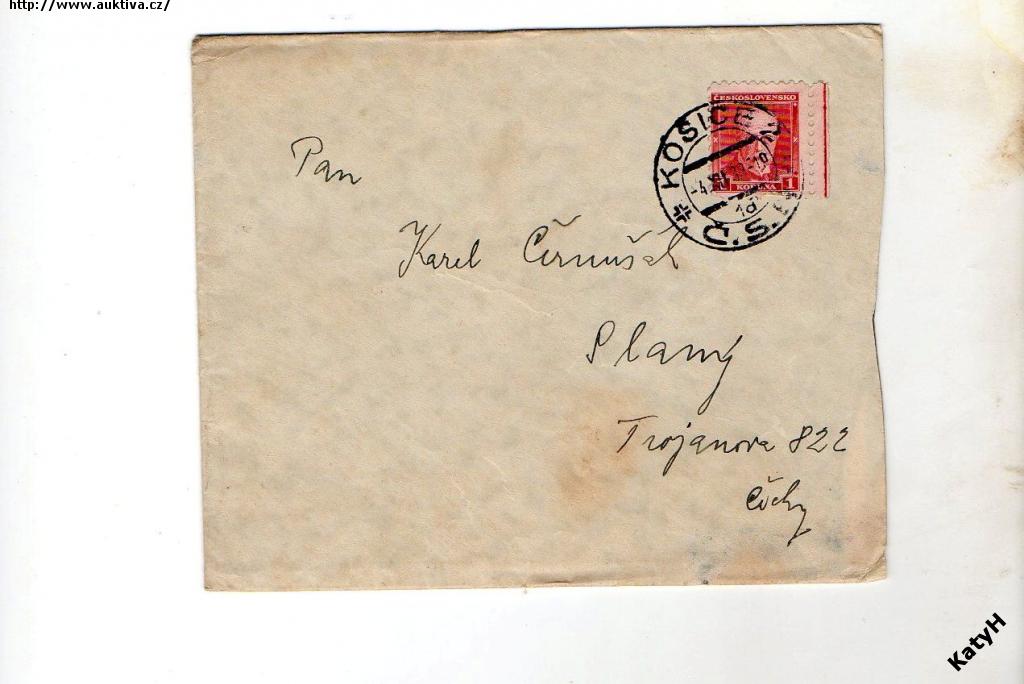 http://www.auktiva.cz/
ČESKOSLOVENSKO
KORUNA 1
KOŠICE
Č.S.
Pan
Karel Černušák
Slaný
Trojanova 822
Čechy
KatyH